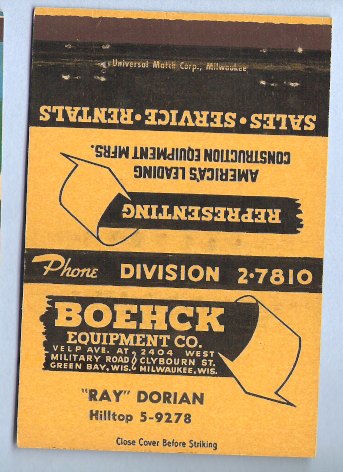 Universal Match Corp., Milwaukee
SALES • SERVICE • RENTALS
AMERICA'S LEADING
CONSTRUCTION EQUIPMENT MFRS.
REPRESENTING
Phone DIVISION 2-7810
BOEHCK
EQUIPMENT CO.
VELP AVE. AT 2404 WEST
MILITARY ROAD & CLYBOURN ST.
GREEN BAY, WIS. MILWAUKEE, WIS.
"RAY" DORIAN
Hilltop 5-9278
Close Cover Before Striking